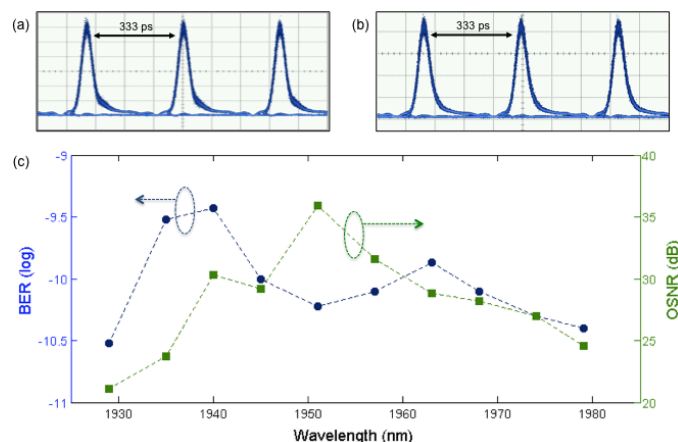 (a)
333 ps
(b)
333 ps
(c)
-9
-9.5
-10
-10.5
-11
BER (log)
40
35
30
25
20
OSNR (dB)
1930
1940
1950
1960
1970
1980
Wavelength (nm)